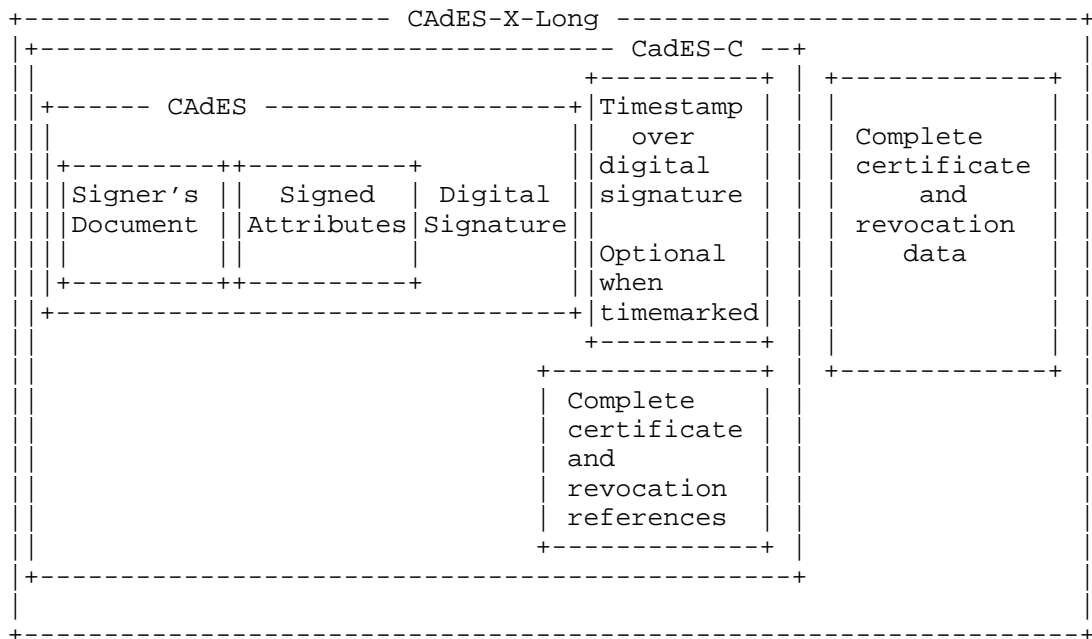 +----------------------- CAdES-X-Long -----------------------------+
|+------------------------------------ CadES-C --+                 |
||                                  +----------+ | +-------------+ |
||+------ CAdES -------------------+|Timestamp | | |             | |
|||                                ||  over    | | | Complete    | |
|||+---------++----------+         ||digital   | | | certificate | |
||||Signer's ||  Signed  | Digital ||signature | | |     and     | |
||||Document ||Attributes|Signature||          | | | revocation  | |
||||         ||          |         ||Optional  | | |    data     | |
|||+---------++----------+         ||when      | | |             | |
||+--------------------------------+|timemarked| | |             | |
||                                  +----------+ | |             | |
||                               +-------------+ | +-------------+ |
||                               | Complete    | |                 |
||                               | certificate | |                 |
||                               | and         | |                 |
||                               | revocation  | |                 |
||                               | references  | |                 |
||                               +-------------+ |                 |
|+-----------------------------------------------+                 |
|                                                                  |
+------------------------------------------------------------------+